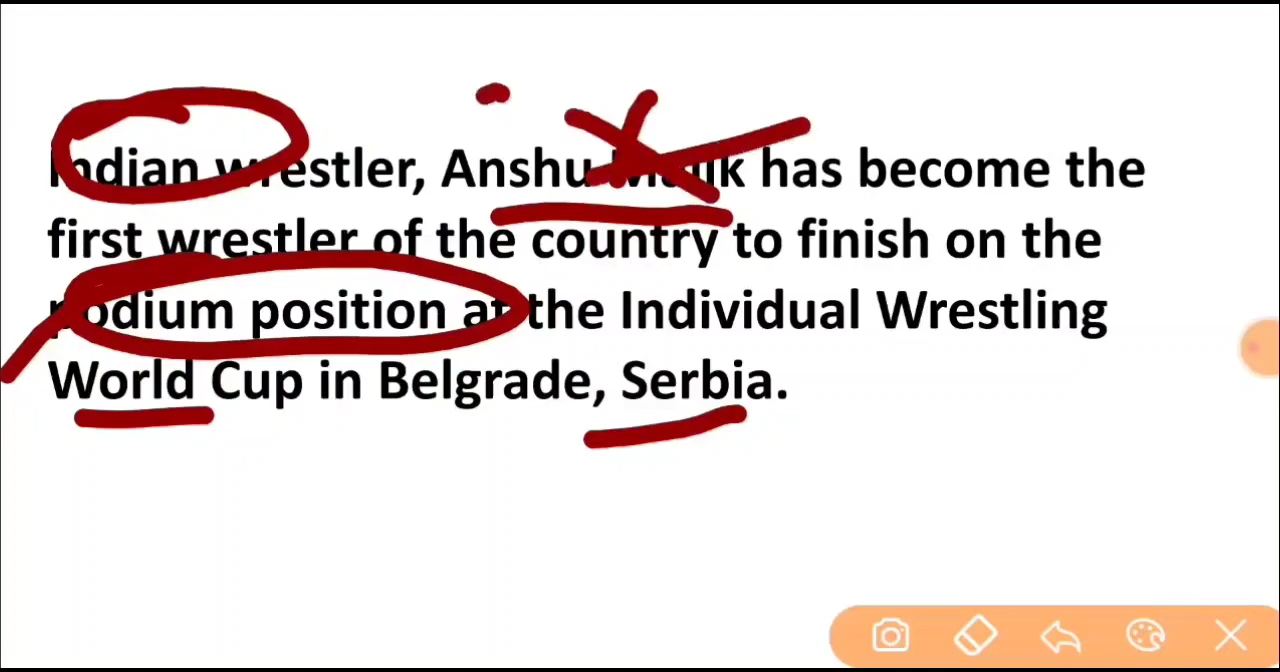 Indian wrestler, Anshu Malik has become the
first wrestler of the country to finish on the
podium position at the Individual Wrestling
World Cup in Belgrade, Serbia.